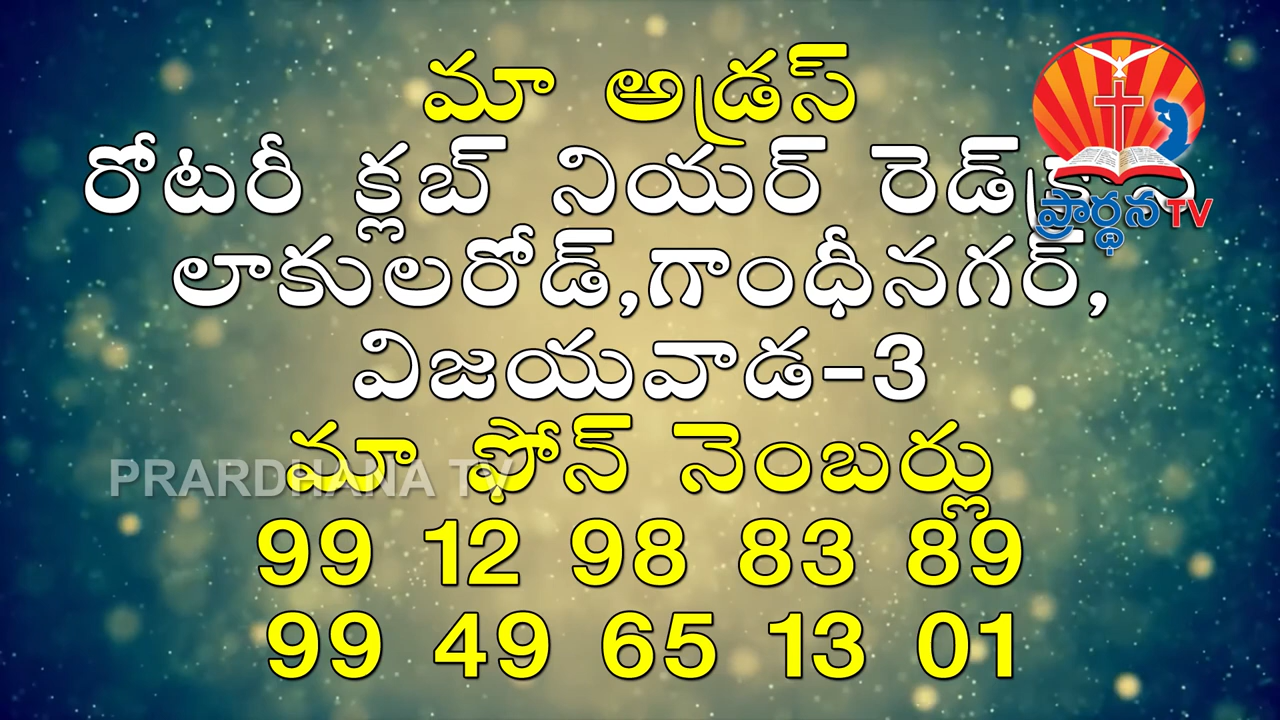 మా అడ్రస్
రోటరీ క్లబ్ నియర్ రెడ్
లాకులరోడ్,గాంధీనగర్,
విజయవాడ-3
మా ఫోన్ నెంబర్లు
99 12 98 83 89
99 49 65 13 01
ప్రార్థన TV
PRARDHANA TV